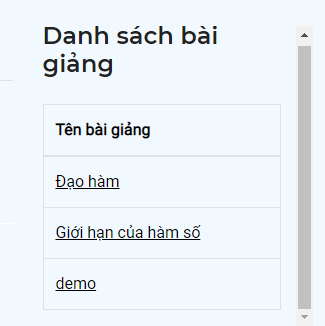 Danh sách bài
giảng
Tên bài giảng
Đạo hàm
Giới hạn của hàm số
demo